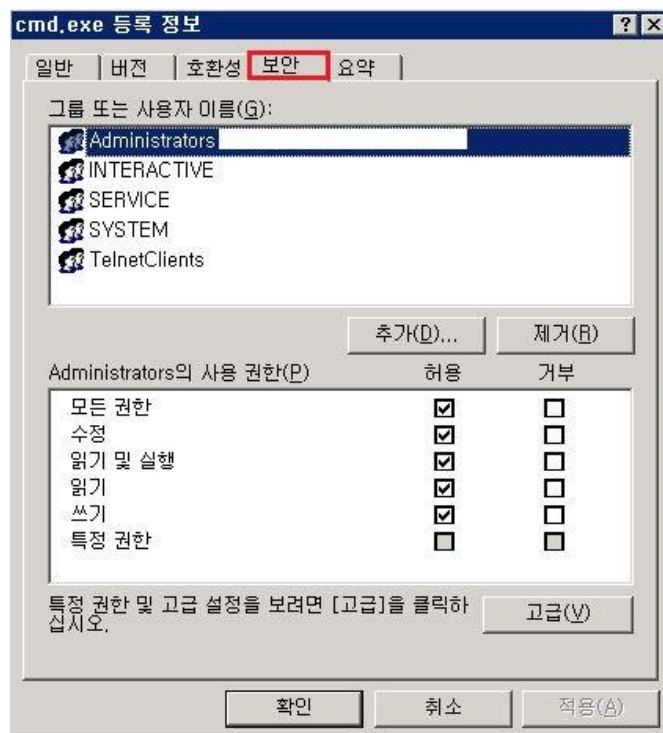 cmd.exe 등록 정보
일반 버전 호환성 보안 요약
그룹 또는 사용자 이름(G):
Administrators
INTERACTIVE
SERVICE
SYSTEM
TelnetClients
추가(D)... 제거(R)
Administrators의 사용 권한(P) 허용 거부
모든 권한
수정
읽기 및 실행
읽기
쓰기
특정 권한
특정 권한 및 고급 설정을 보려면 [고급]을 클릭하
십시오.
고급(V)
확인 취소 적용(A)